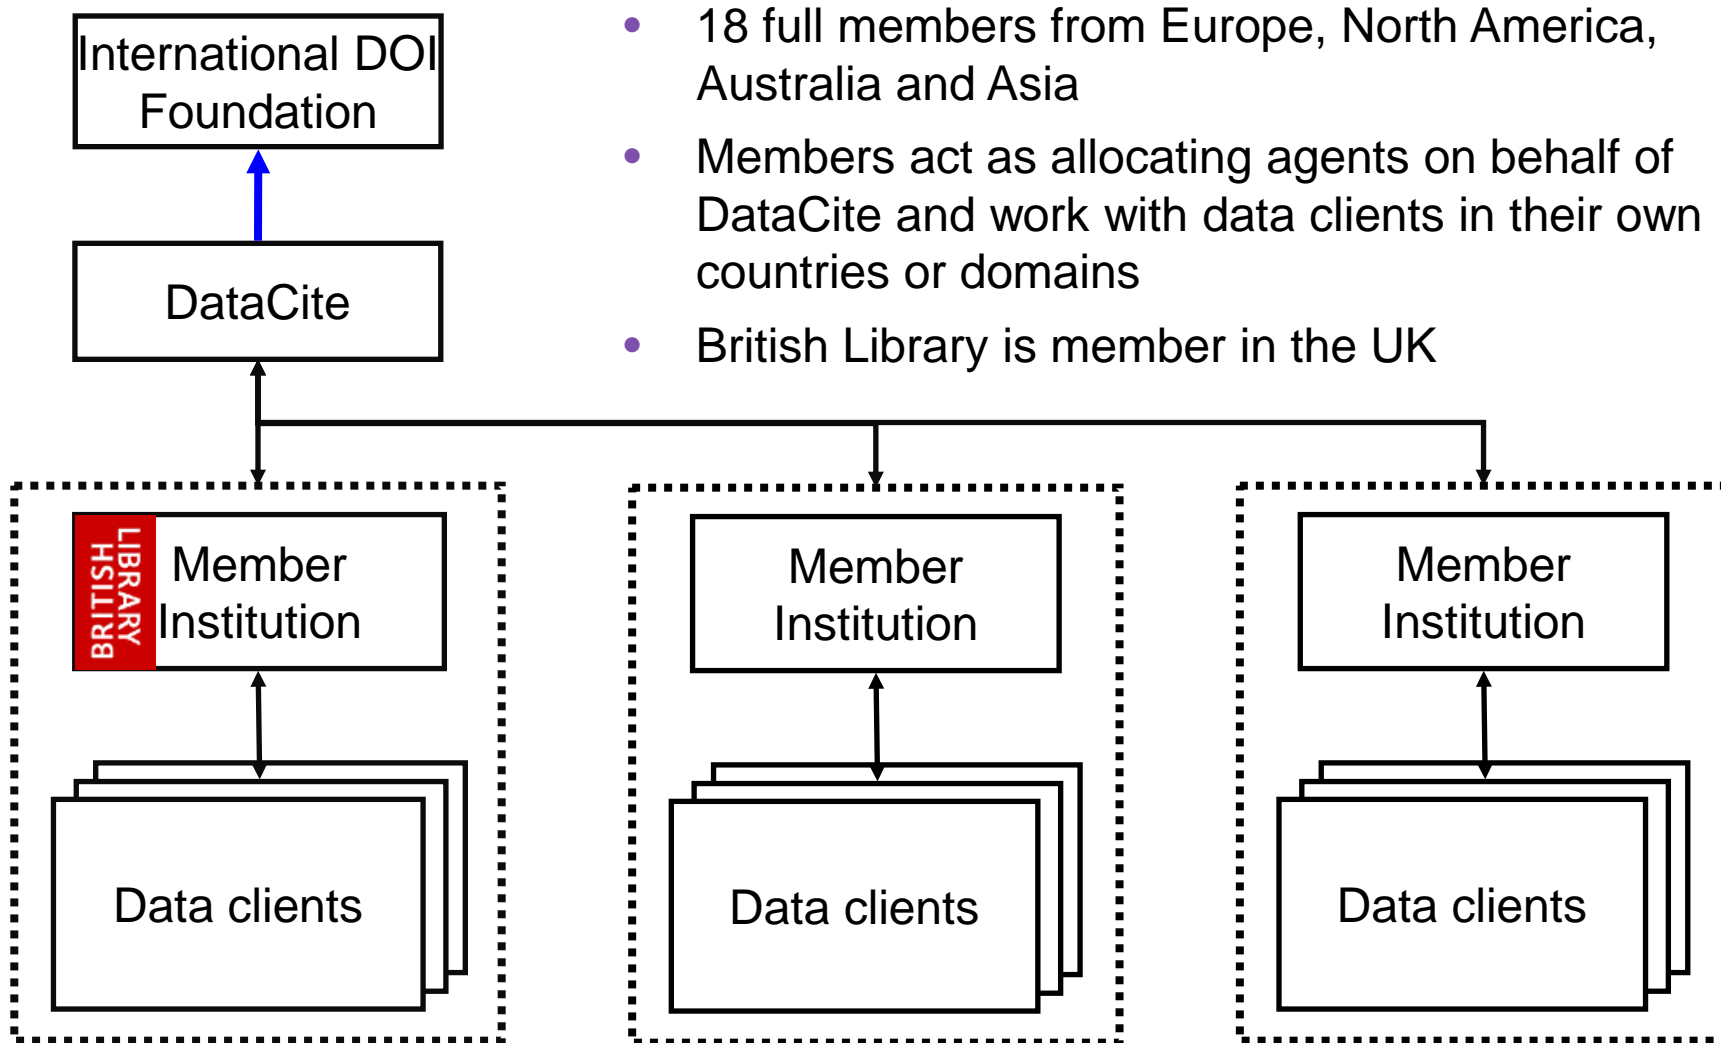 International DOI
Foundation
DataCite
• 18 full members from Europe, North America,
Australia and Asia
• Members act as allocating agents on behalf of
DataCite and work with data clients in their own
countries or domains
• British Library is member in the UK
LIBRARY
BRITISH
Member
Institution
Member
Institution
Member
Institution
Data clients
Data clients
Data clients